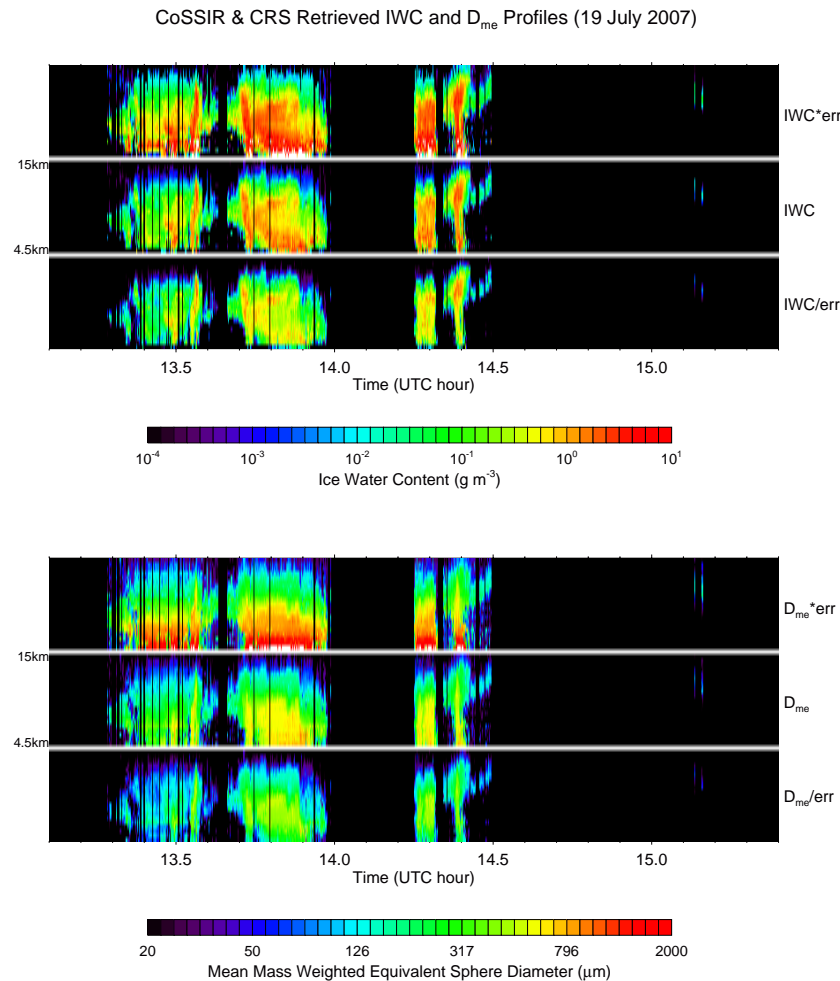 CoSSIR & CRS Retrieved IWC and Dme Profiles (19 July 2007)
IWC*err
15km
IWC
4.5km
IWC/err
13.5 14.0 14.5 15.0
Time (UTC hour)
10-4 10-3 10-2 10-1 100 101
Ice Water Content (g m-3)
Dme*err
15km
Dme
4.5km
Dme/err
13.5 14.0 14.5 15.0
Time (UTC hour)
20 50 126 317 796 2000
Mean Mass Weighted Equivalent Sphere Diameter (μm)